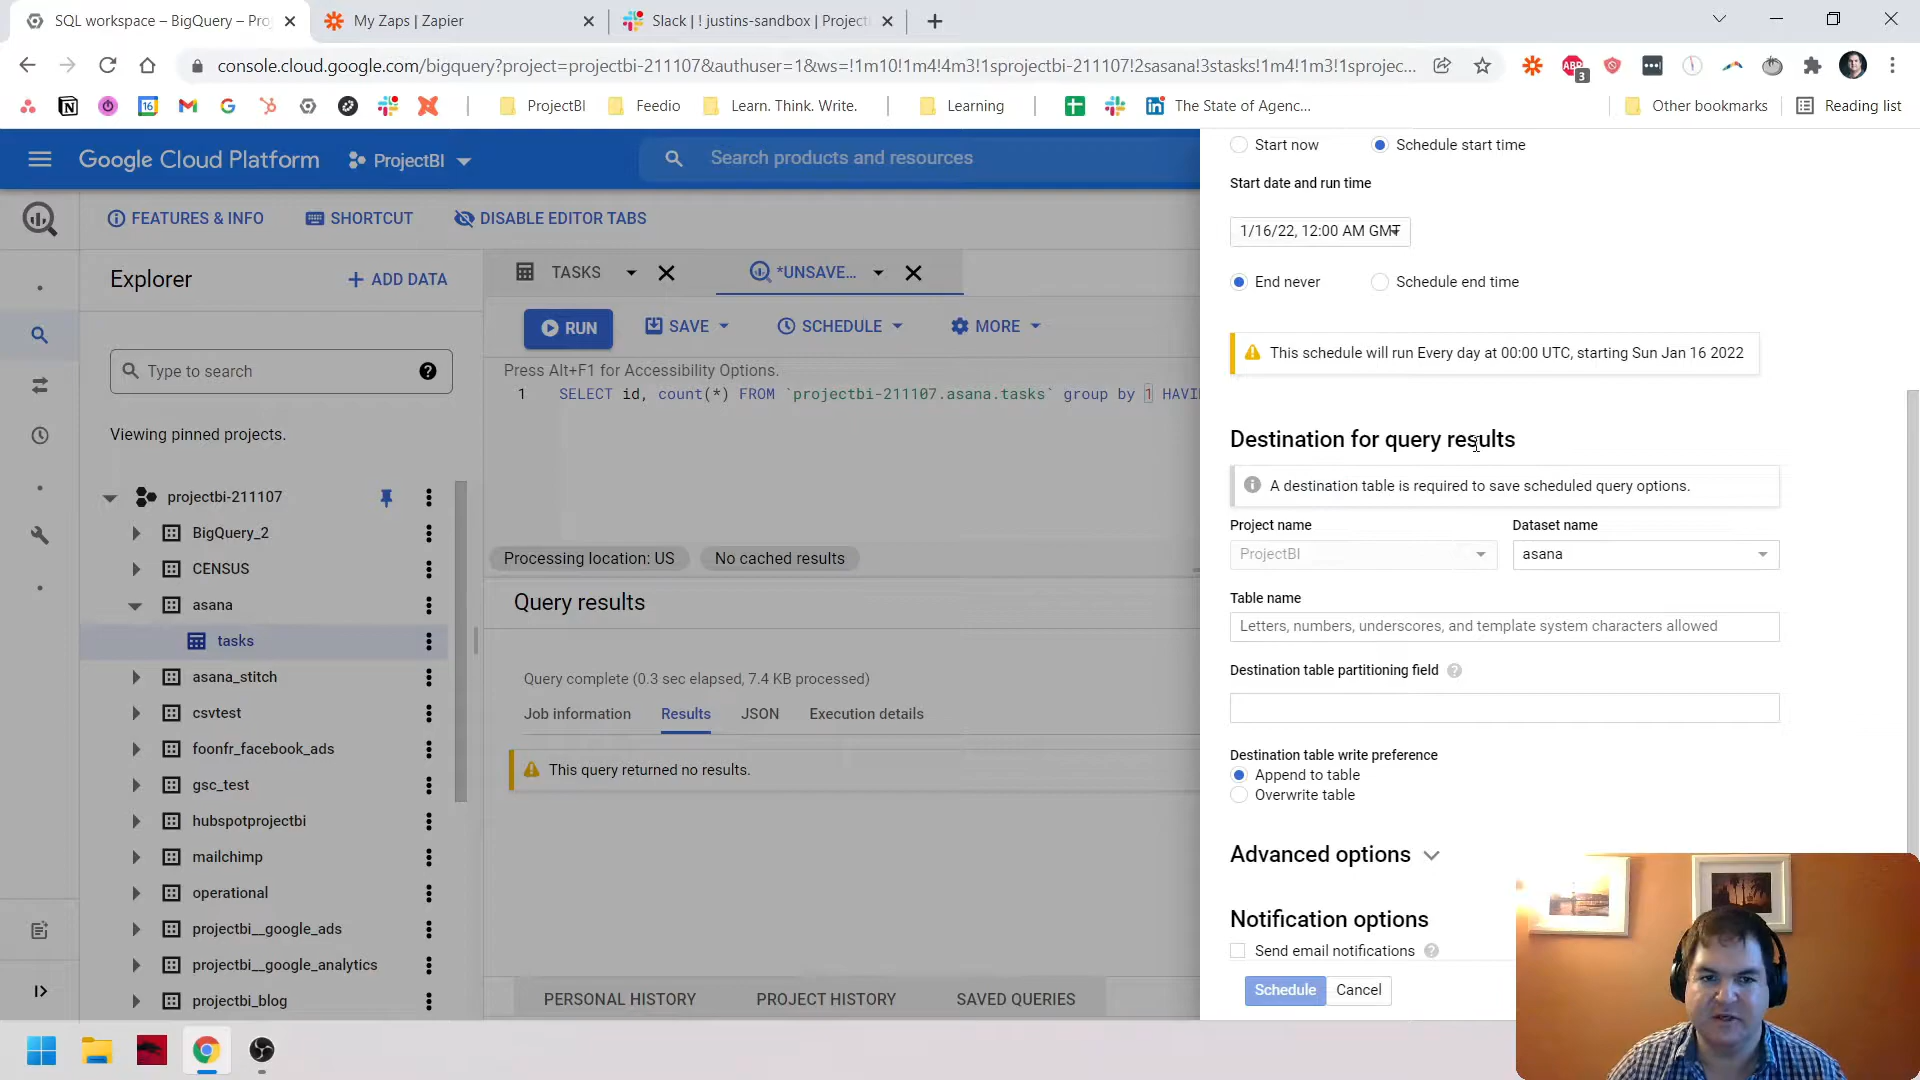 SQL workspace – BigQuery – Proj
My Zaps | Zapier
Slack | ! justins-sandbox | Projecti
console.cloud.google.com/bigquery?project=projectbi-211107&authuser=1&ws=!1m10!1m4!4m3!1sprojectbi-211107!2sasana!3stasks!1m4!1m3!1sprojec...
ABP
3
16
ProjectBI
Feedio
Learn. Think. Write.
Learning
The State of Agenc...
Other bookmarks
Reading list
Google Cloud Platform
ProjectBI
Search products and resources
FEATURES & INFO
SHORTCUT
DISABLE EDITOR TABS
Explorer
ADD DATA
Type to search
Viewing pinned projects.
projectbi-211107
BigQuery_2
CENSUS
asana
tasks
asana_stitch
csvtest
foonfr_facebook_ads
gsc_test
hubspotprojectbi
mailchimp
operational
projectbi__google_ads
projectbi__google_analytics
projectbi_blog
TASKS
*UNSAVE...
RUN
SAVE
SCHEDULE
MORE
Press Alt+F1 for Accessibility Options.
1 SELECT id, count(*) FROM `projectbi-211107.asana.tasks` group by 1 HAVI
Processing location: US
No cached results
Query results
Query complete (0.3 sec elapsed, 7.4 KB processed)
Job information
Results
JSON
Execution details
This query returned no results.
PERSONAL HISTORY
PROJECT HISTORY
SAVED QUERIES
Start now
Schedule start time
Start date and run time
1/16/22, 12:00 AM GMT
End never
Schedule end time
This schedule will run Every day at 00:00 UTC, starting Sun Jan 16 2022
Destination for query results
A destination table is required to save scheduled query options.
Project name
Dataset name
ProjectBI
asana
Table name
Letters, numbers, underscores, and template system characters allowed
Destination table partitioning field
Destination table write preference
Append to table
Overwrite table
Advanced options
Notification options
Send email notifications
Schedule
Cancel